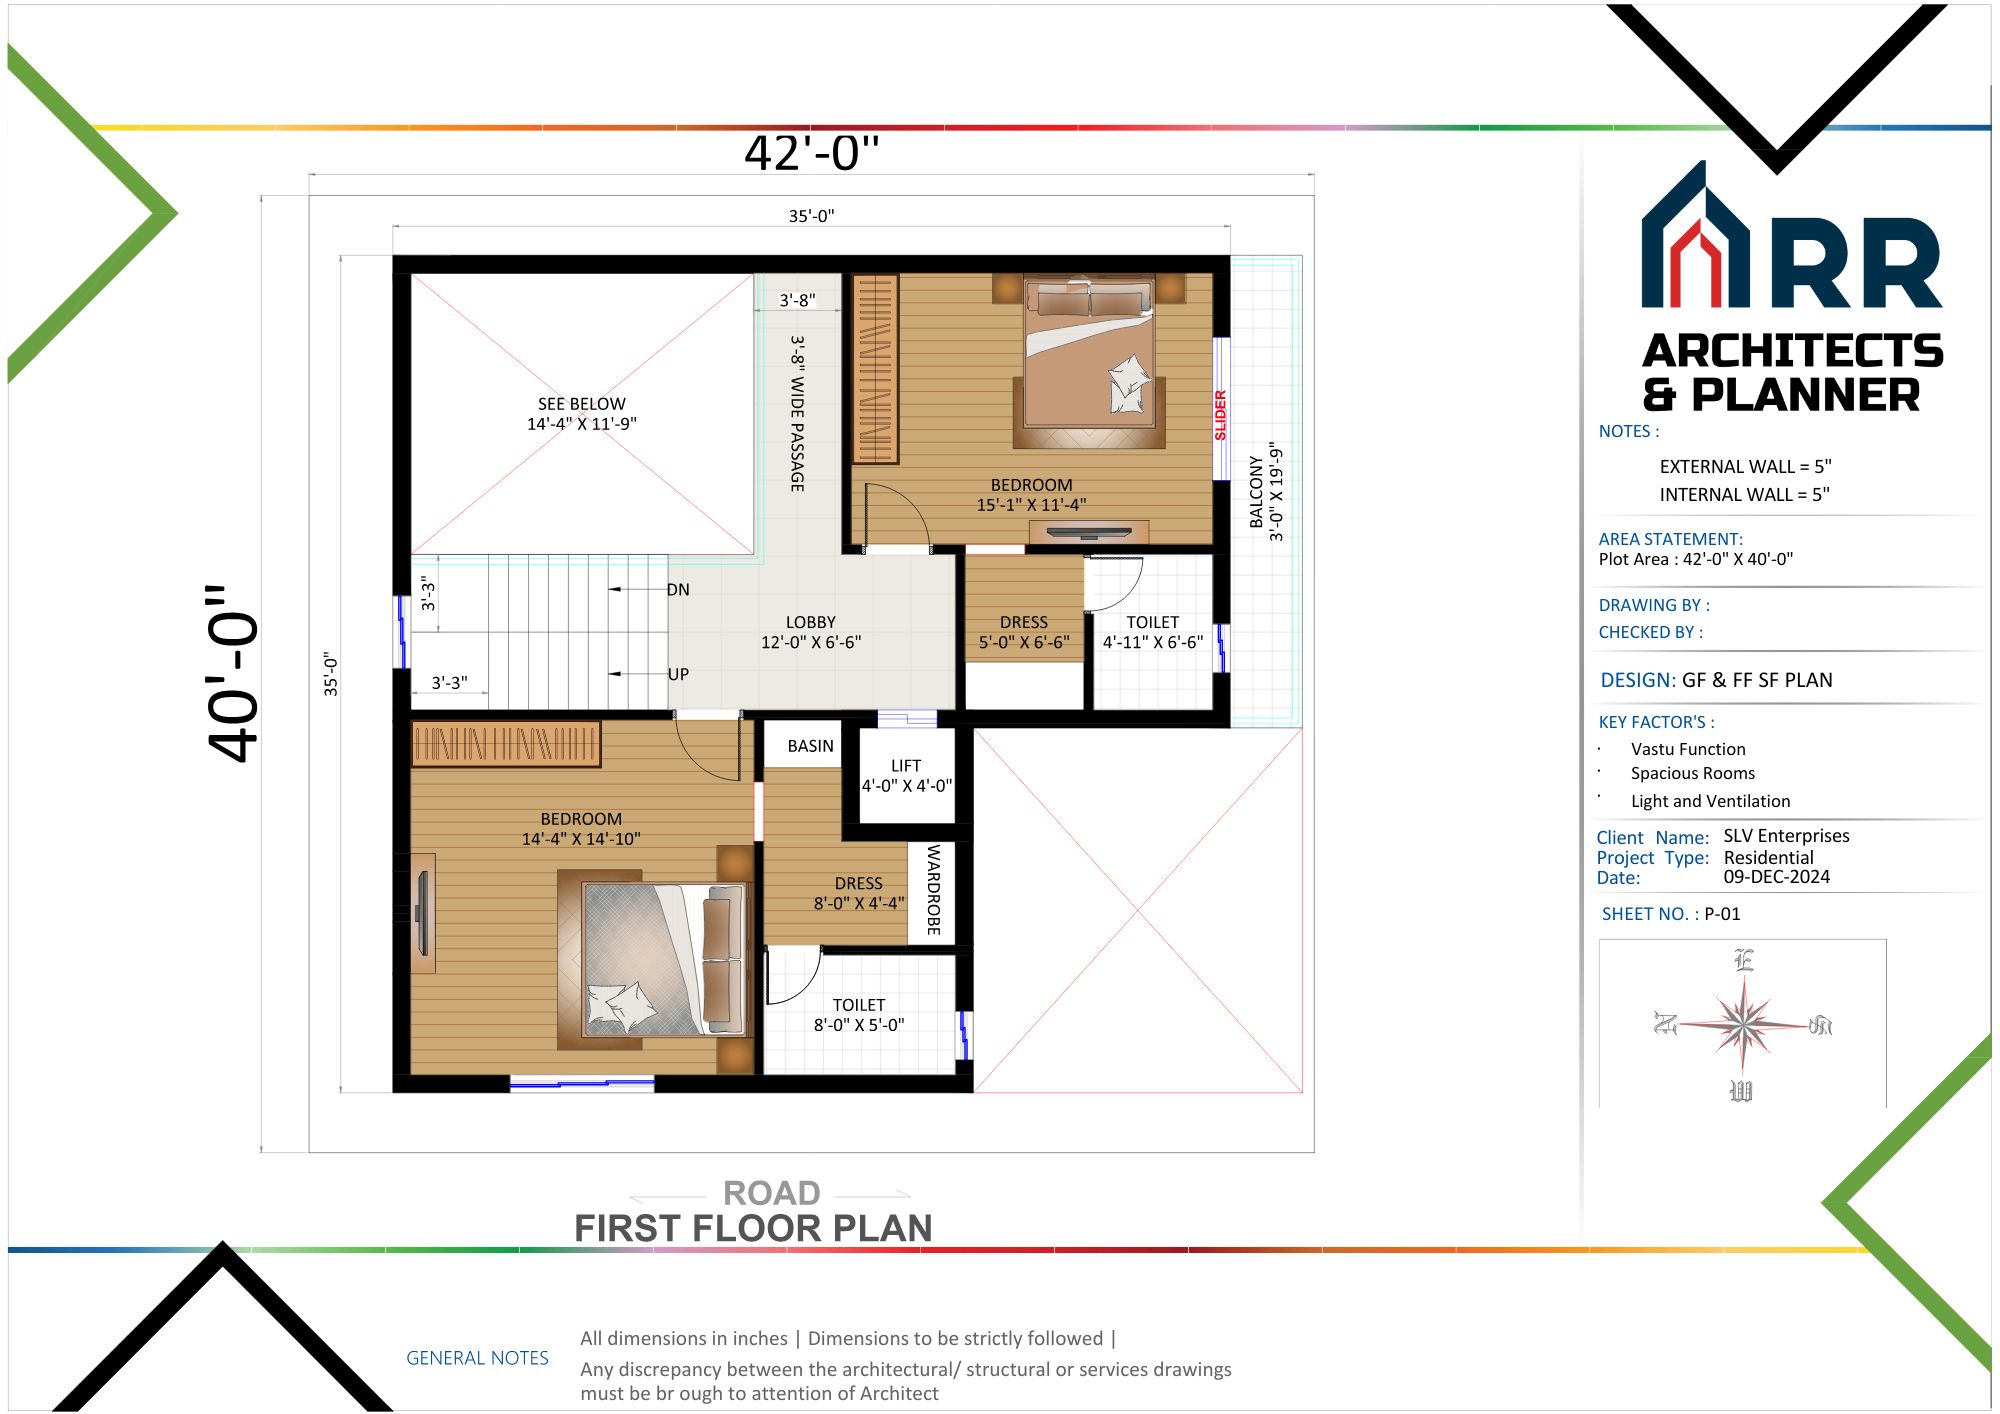 42'-0"
35'-0"
40'-0"
35'-0"
3'-8"
3'-8" WIDE PASSAGE
SEE BELOW
14'-4" X 11'-9"
BEDROOM
15'-1" X 11'-4"
SLIDER
BALCONY
3'-0" X 19'-9"
3'-3"
DN
LOBBY
12'-0" X 6'-6"
DRESS
5'-0" X 6'-6"
TOILET
4'-11" X 6'-6"
3'-3"
UP
BASIN
LIFT
4'-0" X 4'-0"
BEDROOM
14'-4" X 14'-10"
DRESS
8'-0" X 4'-4"
WARDROBE
TOILET
8'-0" X 5'-0"
ROAD
FIRST FLOOR PLAN
ARR
ARCHITECTS
& PLANNER
NOTES :
EXTERNAL WALL = 5"
INTERNAL WALL = 5"
AREA STATEMENT:
Plot Area : 42'-0" X 40'-0"
DRAWING BY :
CHECKED BY :
DESIGN: GF & FF SF PLAN
KEY FACTOR'S :
· Vastu Function
· Spacious Rooms
· Light and Ventilation
Client Name: SLV Enterprises
Project Type: Residential
Date: 09-DEC-2024
SHEET NO. : P-01
E
N
S
W
GENERAL NOTES
All dimensions in inches | Dimensions to be strictly followed |
Any discrepancy between the architectural/ structural or services drawings
must be br ough to attention of Architect